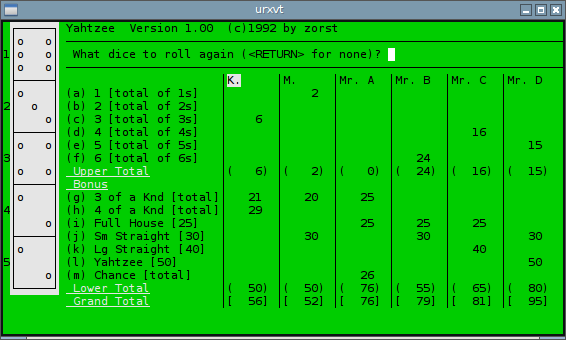 urxvt
Yahtzee  Version 1.00  (c)1992 by zorst
What dice to roll again (<RETURN> for none)?
K. M. Mr. A Mr. B Mr. C Mr. D
(a) 1 [total of 1s] 2
(b) 2 [total of 2s]
(c) 3 [total of 3s] 6
(d) 4 [total of 4s] 16
(e) 5 [total of 5s] 15
(f) 6 [total of 6s] 24
Upper Total ( 6) ( 2) ( 0) ( 24) ( 16) ( 15)
Bonus
(g) 3 of a Knd [total] 21 20 25
(h) 4 of a Knd [total] 29
(i) Full House [25] 25 25 25
(j) Sm Straight [30] 30 30 30
(k) Lg Straight [40] 40
(l) Yahtzee [50] 50
(m) Chance [total] 26
Lower Total ( 50) ( 50) ( 76) ( 55) ( 65) ( 80)
Grand Total [ 56] [ 52] [ 76] [ 79] [ 81] [ 95]
1
2
3
4
5